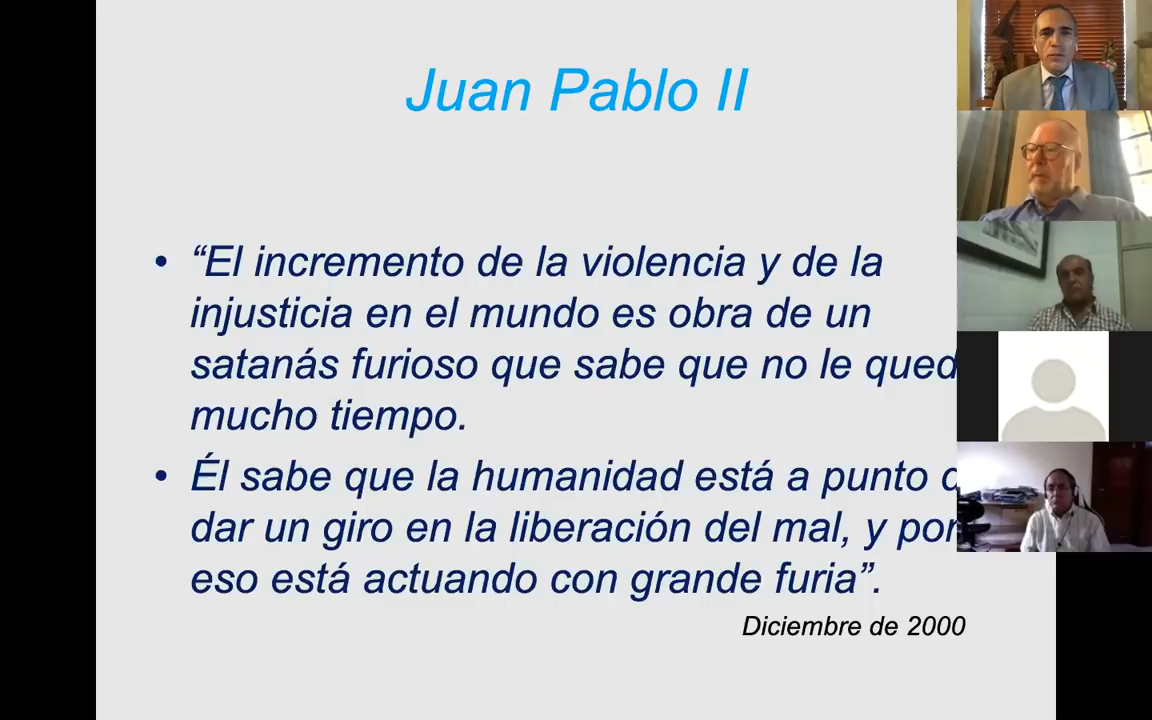 Juan Pablo II
• “El incremento de la violencia y de la
injusticia en el mundo es obra de un
satanás furioso que sabe que no le qued
mucho tiempo.
• Él sabe que la humanidad está a punto
dar un giro en la liberación del mal, y por
eso está actuando con grande furia”.
Diciembre de 2000